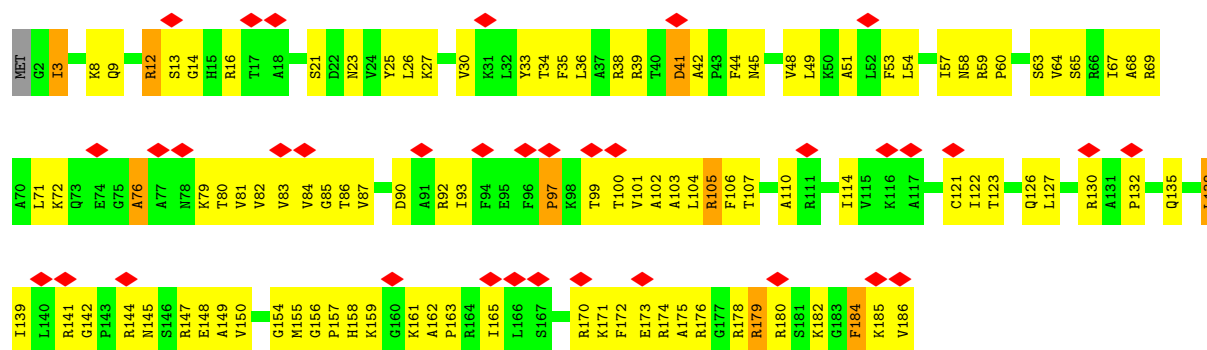 MET G2 I3 K8 Q9 R12 S13 G14 H15 R16 T17 A18 S21 D22 N23 V24 Y25 L26 K27 V30 K31 L32 Y33 T34 F35 L36 A37 R38 R39 T40 D41 A42 P43 F44 N45 V48 L49 K50 A51 L52 F53 L54 I57 N58 R59 P60 S63 V64 S65 R66 I67 A68 R69
A70 L71 K72 Q73 E74 G75 A76 A77 N78 K79 T80 V81 V82 V83 V84 G85 T86 V87 D90 A91 R92 I93 F94 E95 F96 P97 K98 T99 T100 V101 A102 A103 L104 R105 F106 T107 A110 R111 I114 V115 K116 A117 C121 I122 T123 Q126 L127 R130 A131 P132 Q135
I139 L140 R141 G142 P143 R144 N145 S146 R147 E148 A149 V150 G154 M155 G156 P157 H158 K159 G160 K161 A162 P163 R164 I165 L166 S167 R170 K171 F172 E173 R174 A175 R176 G177 R178 R179 R180 S181 K182 G183 F184 K185 V186